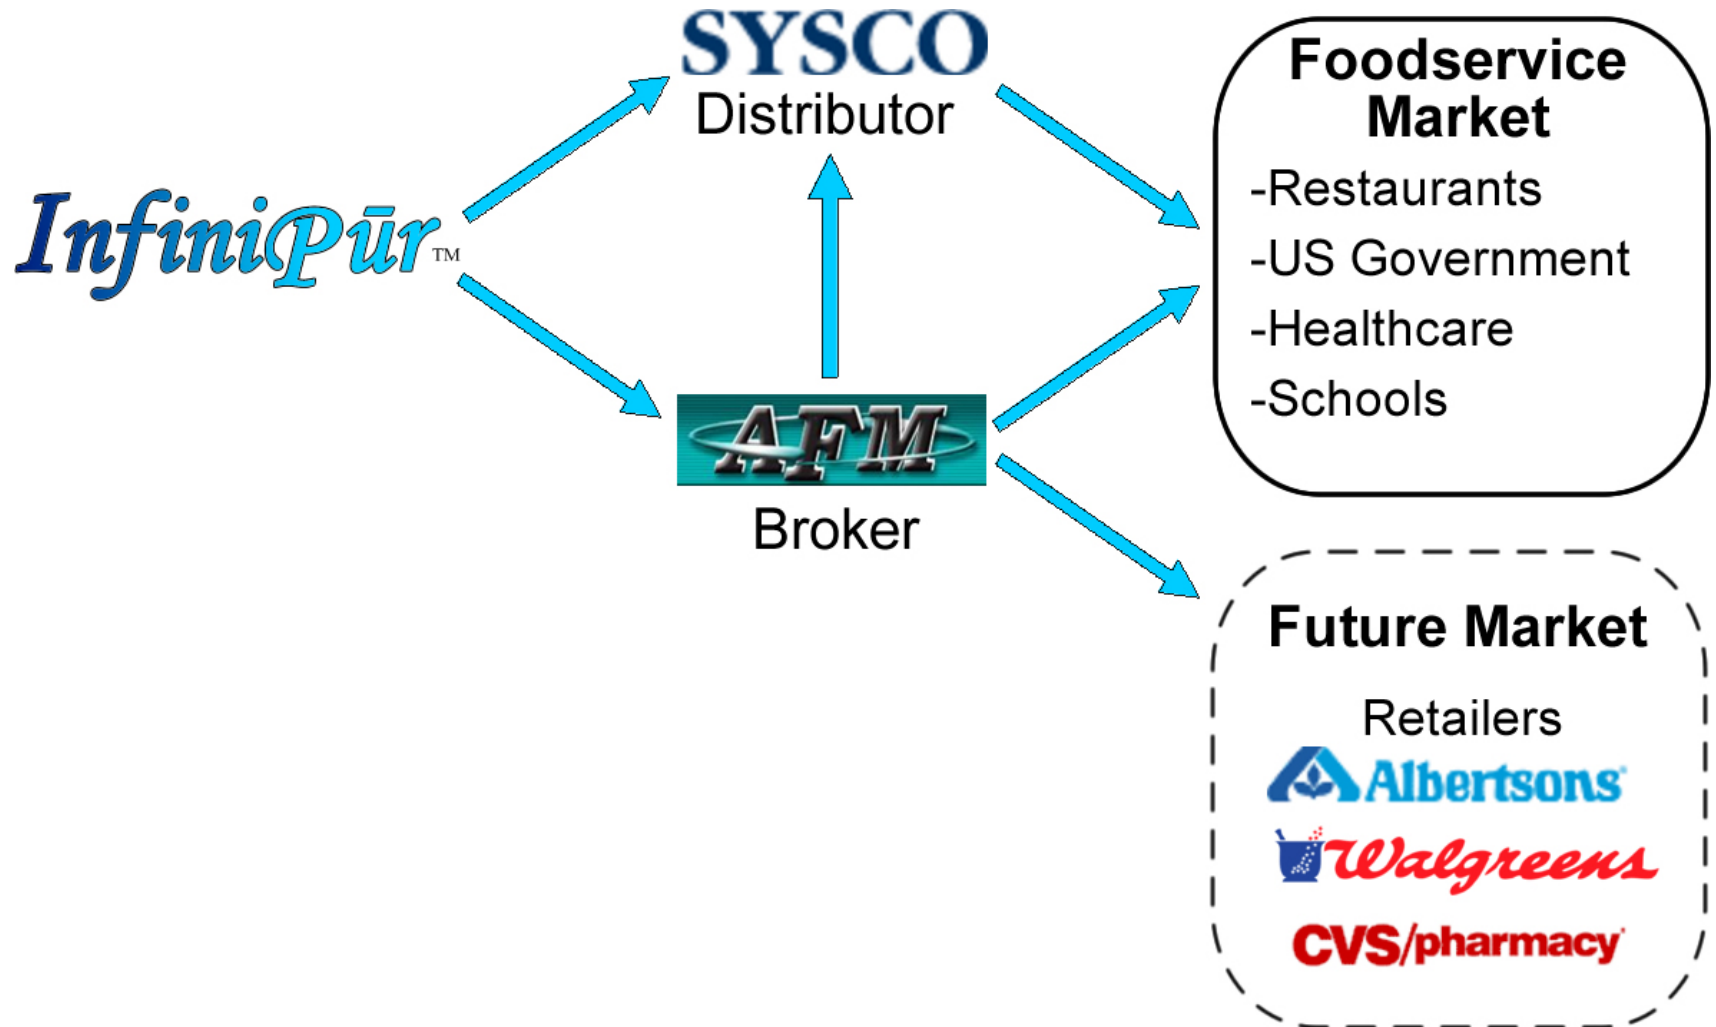 SYSCO
Distributor
InfiniPūr™
AFM
Broker
Foodservice
Market
-Restaurants
-US Government
-Healthcare
-Schools
Future Market
Retailers
Albertsons®
Walgreens
CVS/pharmacy